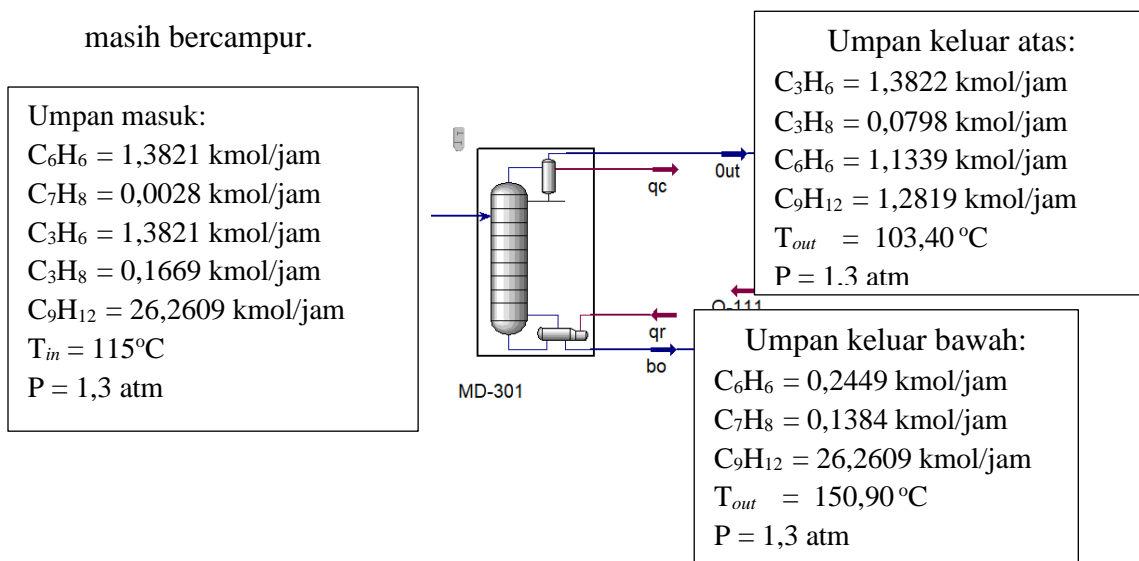 masih bercampur.
Umpan masuk:
C₆H₆ = 1,3821 kmol/jam
C₇H₈ = 0,0028 kmol/jam
C₃H₆ = 1,3821 kmol/jam
C₃H₈ = 0,1669 kmol/jam
C₉H₁₂ = 26,2609 kmol/jam
Tᵢₙ = 115°C
P = 1,3 atm
0ut
qc
qr
bo
MD-301
Umpan keluar atas:
C₃H₆ = 1,3822 kmol/jam
C₃H₈ = 0,0798 kmol/jam
C₆H₆ = 1,1339 kmol/jam
C₉H₁₂ = 1,2819 kmol/jam
Tout = 103,40 °C
P = 1,3 atm
Q-111
Umpan keluar bawah:
C₆H₆ = 0,2449 kmol/jam
C₇H₈ = 0,1384 kmol/jam
C₉H₁₂ = 26,2609 kmol/jam
Tout = 150,90 °C
P = 1,3 atm